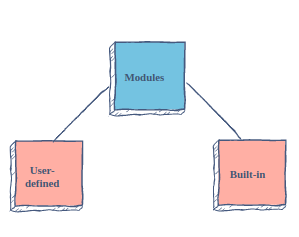 Modules
User-
defined
Built-in